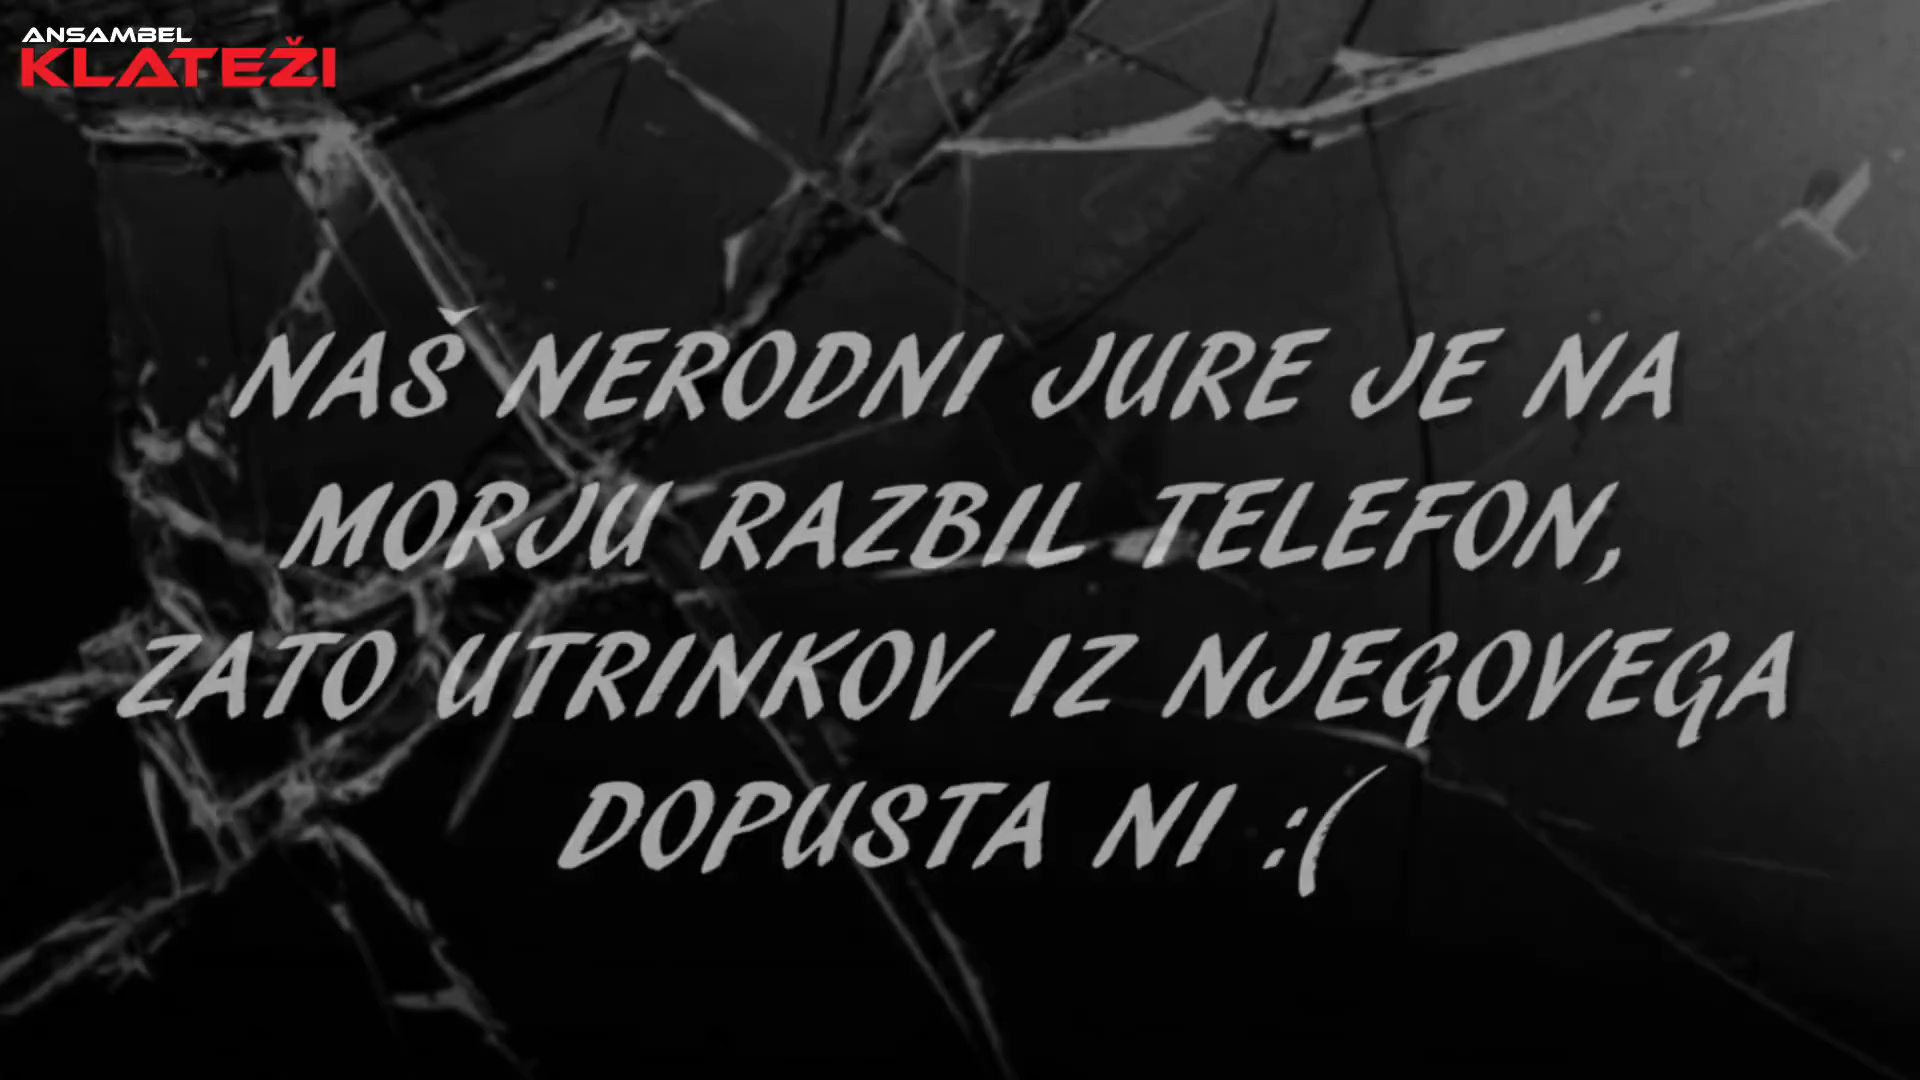 ANSAMBEL
KLATEŽI
NAŠ NERODNI JURE JE NA
MORJU RAZBIL TELEFON,
ZATO UTRINKOV IZ NJEGOVEGA
DOPUSTA NI :(